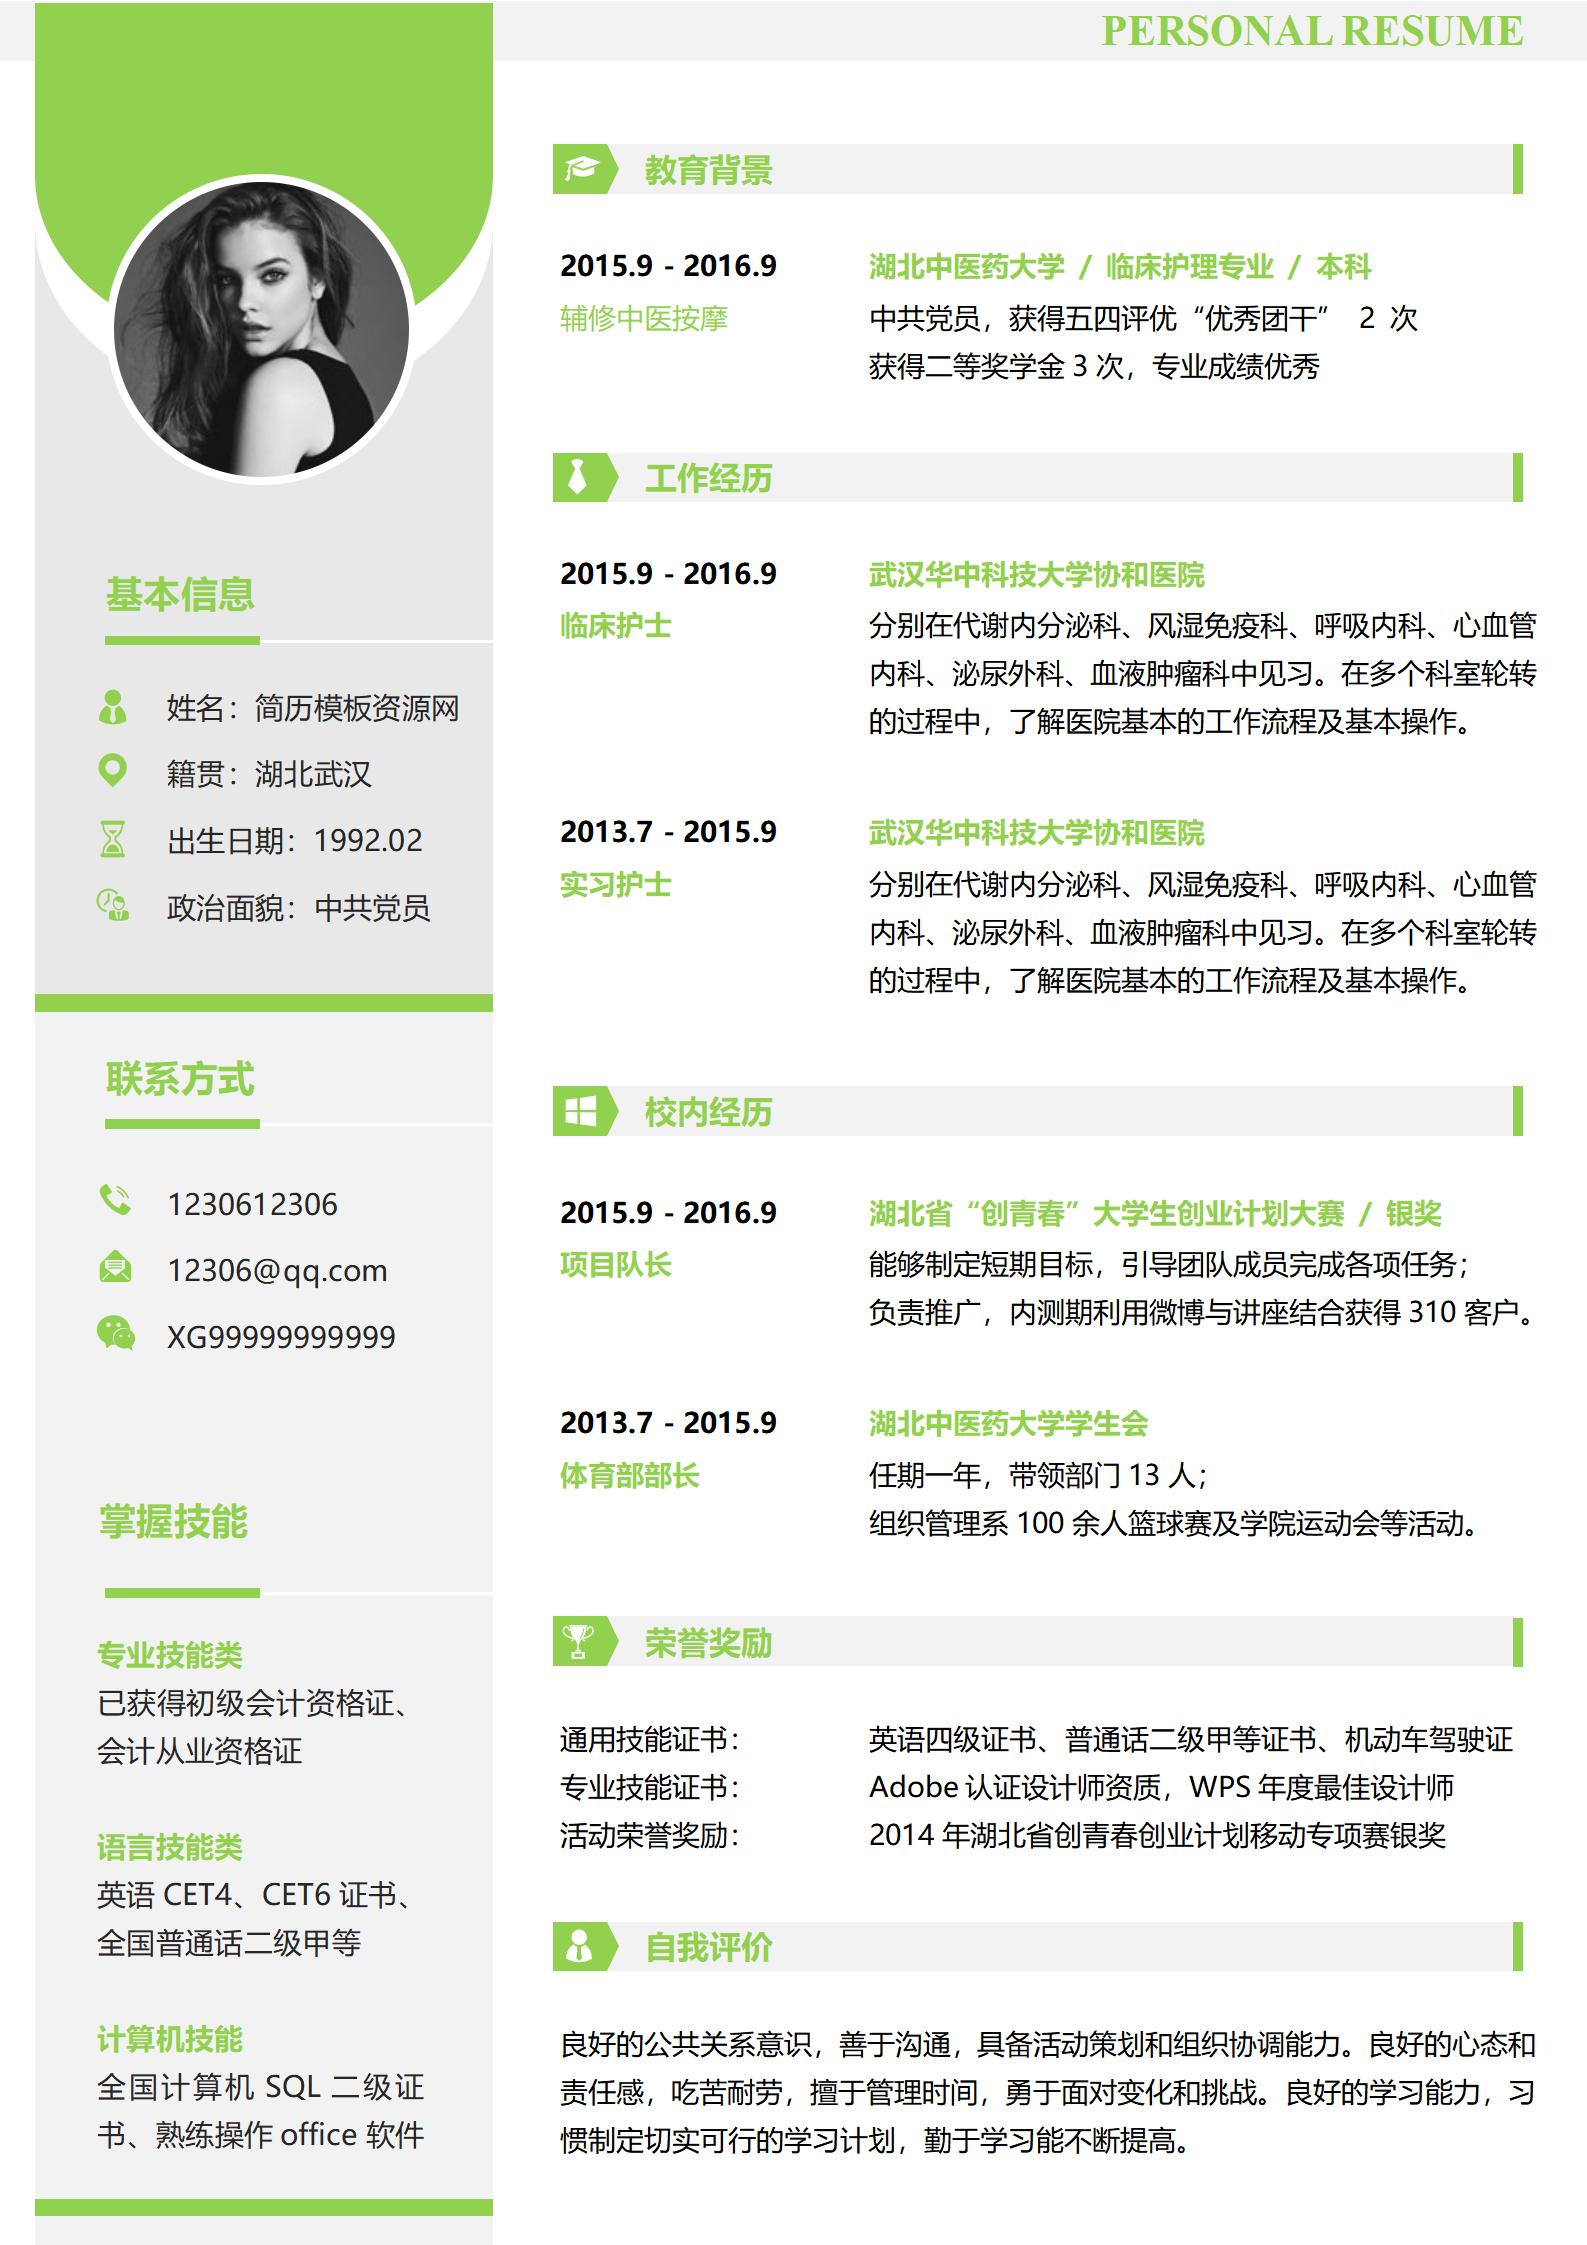 PERSONAL RESUME
基本信息
姓名：简历模板资源网
籍贯：湖北武汉
出生日期：1992.02
政治面貌：中共党员
联系方式
1230612306
12306@qq.com
XG99999999999
掌握技能
专业技能类
已获得初级会计资格证、
会计从业资格证
语言技能类
英语 CET4、CET6 证书、
全国普通话二级甲等
计算机技能
全国计算机 SQL 二级证
书、熟练操作 office 软件
教育背景
2015.9 - 2016.9
湖北中医药大学 / 临床护理专业 / 本科
辅修中医按摩
中共党员，获得五四评优“优秀团干” 2 次
获得二等奖学金 3 次，专业成绩优秀
工作经历
2015.9 - 2016.9
武汉华中科技大学协和医院
临床护士
分别在代谢内分泌科、风湿免疫科、呼吸内科、心血管
内科、泌尿外科、血液肿瘤科中见习。在多个科室轮转
的过程中，了解医院基本的工作流程及基本操作。
2013.7 - 2015.9
武汉华中科技大学协和医院
实习护士
分别在代谢内分泌科、风湿免疫科、呼吸内科、心血管
内科、泌尿外科、血液肿瘤科中见习。在多个科室轮转
的过程中，了解医院基本的工作流程及基本操作。
校内经历
2015.9 - 2016.9
湖北省“创青春”大学生创业计划大赛 / 银奖
项目队长
能够制定短期目标，引导团队成员完成各项任务；
负责推广，内测期利用微博与讲座结合获得 310 客户。
2013.7 - 2015.9
湖北中医药大学学生会
体育部部长
任期一年，带领部门 13 人；
组织管理系 100 余人篮球赛及学院运动会等活动。
荣誉奖励
通用技能证书：
英语四级证书、普通话二级甲等证书、机动车驾驶证
专业技能证书：
Adobe 认证设计师资质，WPS 年度最佳设计师
活动荣誉奖励：
2014 年湖北省创青春创业计划移动专项赛银奖
自我评价
良好的公共关系意识，善于沟通，具备活动策划和组织协调能力。良好的心态和
责任感，吃苦耐劳，擅于管理时间，勇于面对变化和挑战。良好的学习能力，习
惯制定切实可行的学习计划，勤于学习能不断提高。